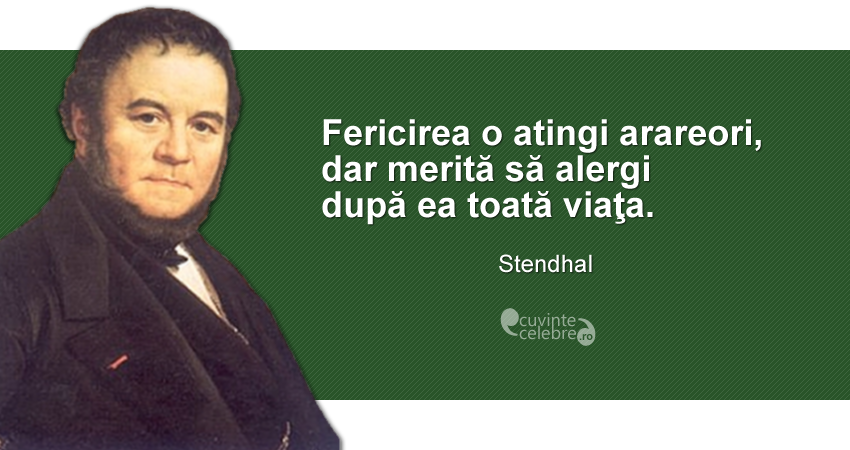 Fericirea o atingi arareori,
dar merită să alergi
după ea toată viaţa.
Stendhal
cuvinte
celebre.ro